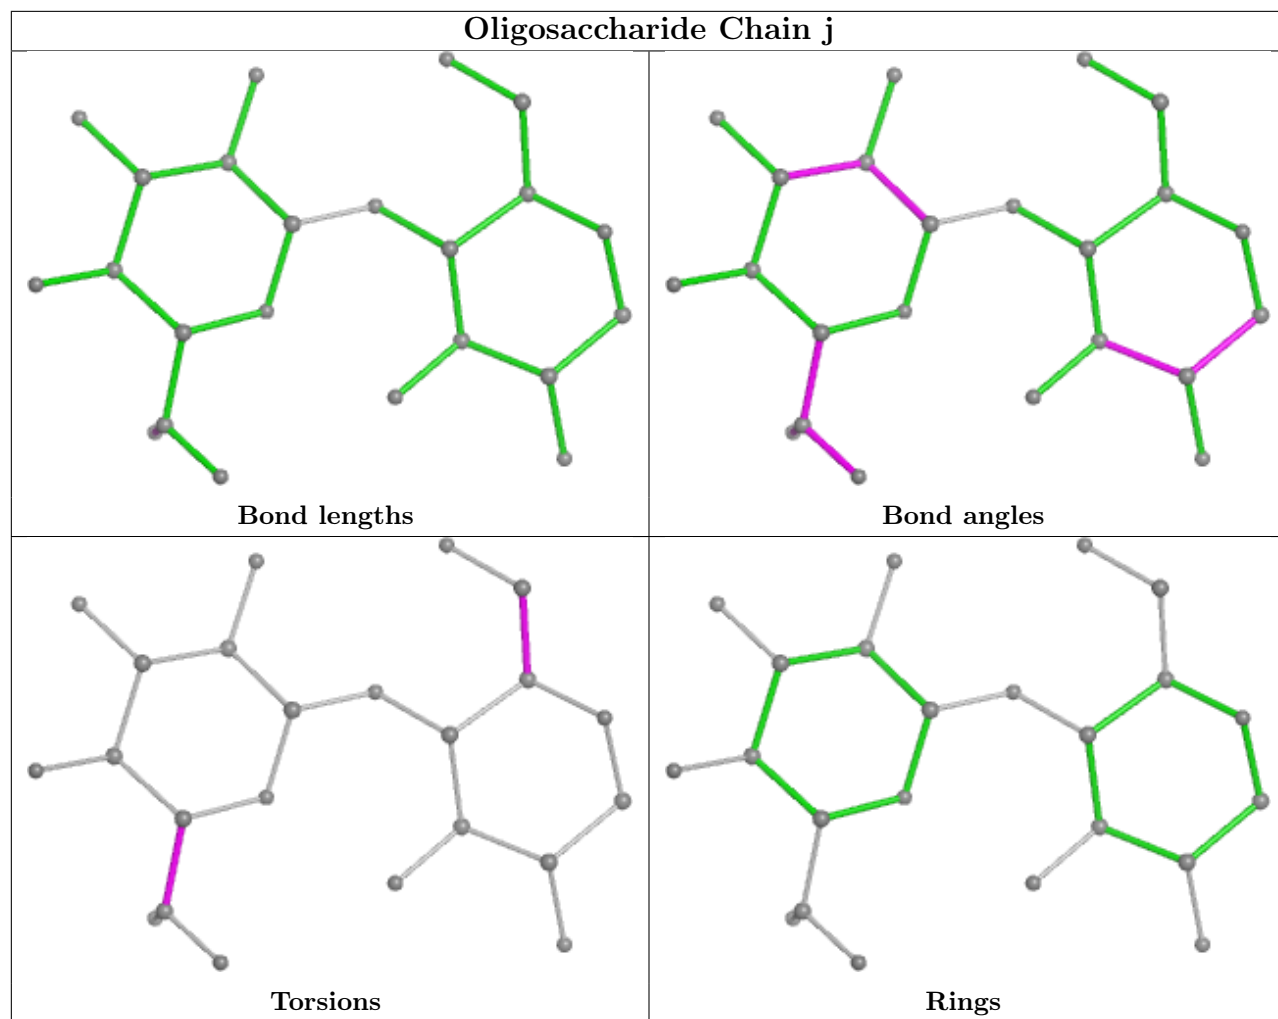 Oligosaccharide Chain j
Bond lengths
Bond angles
Torsions
Rings